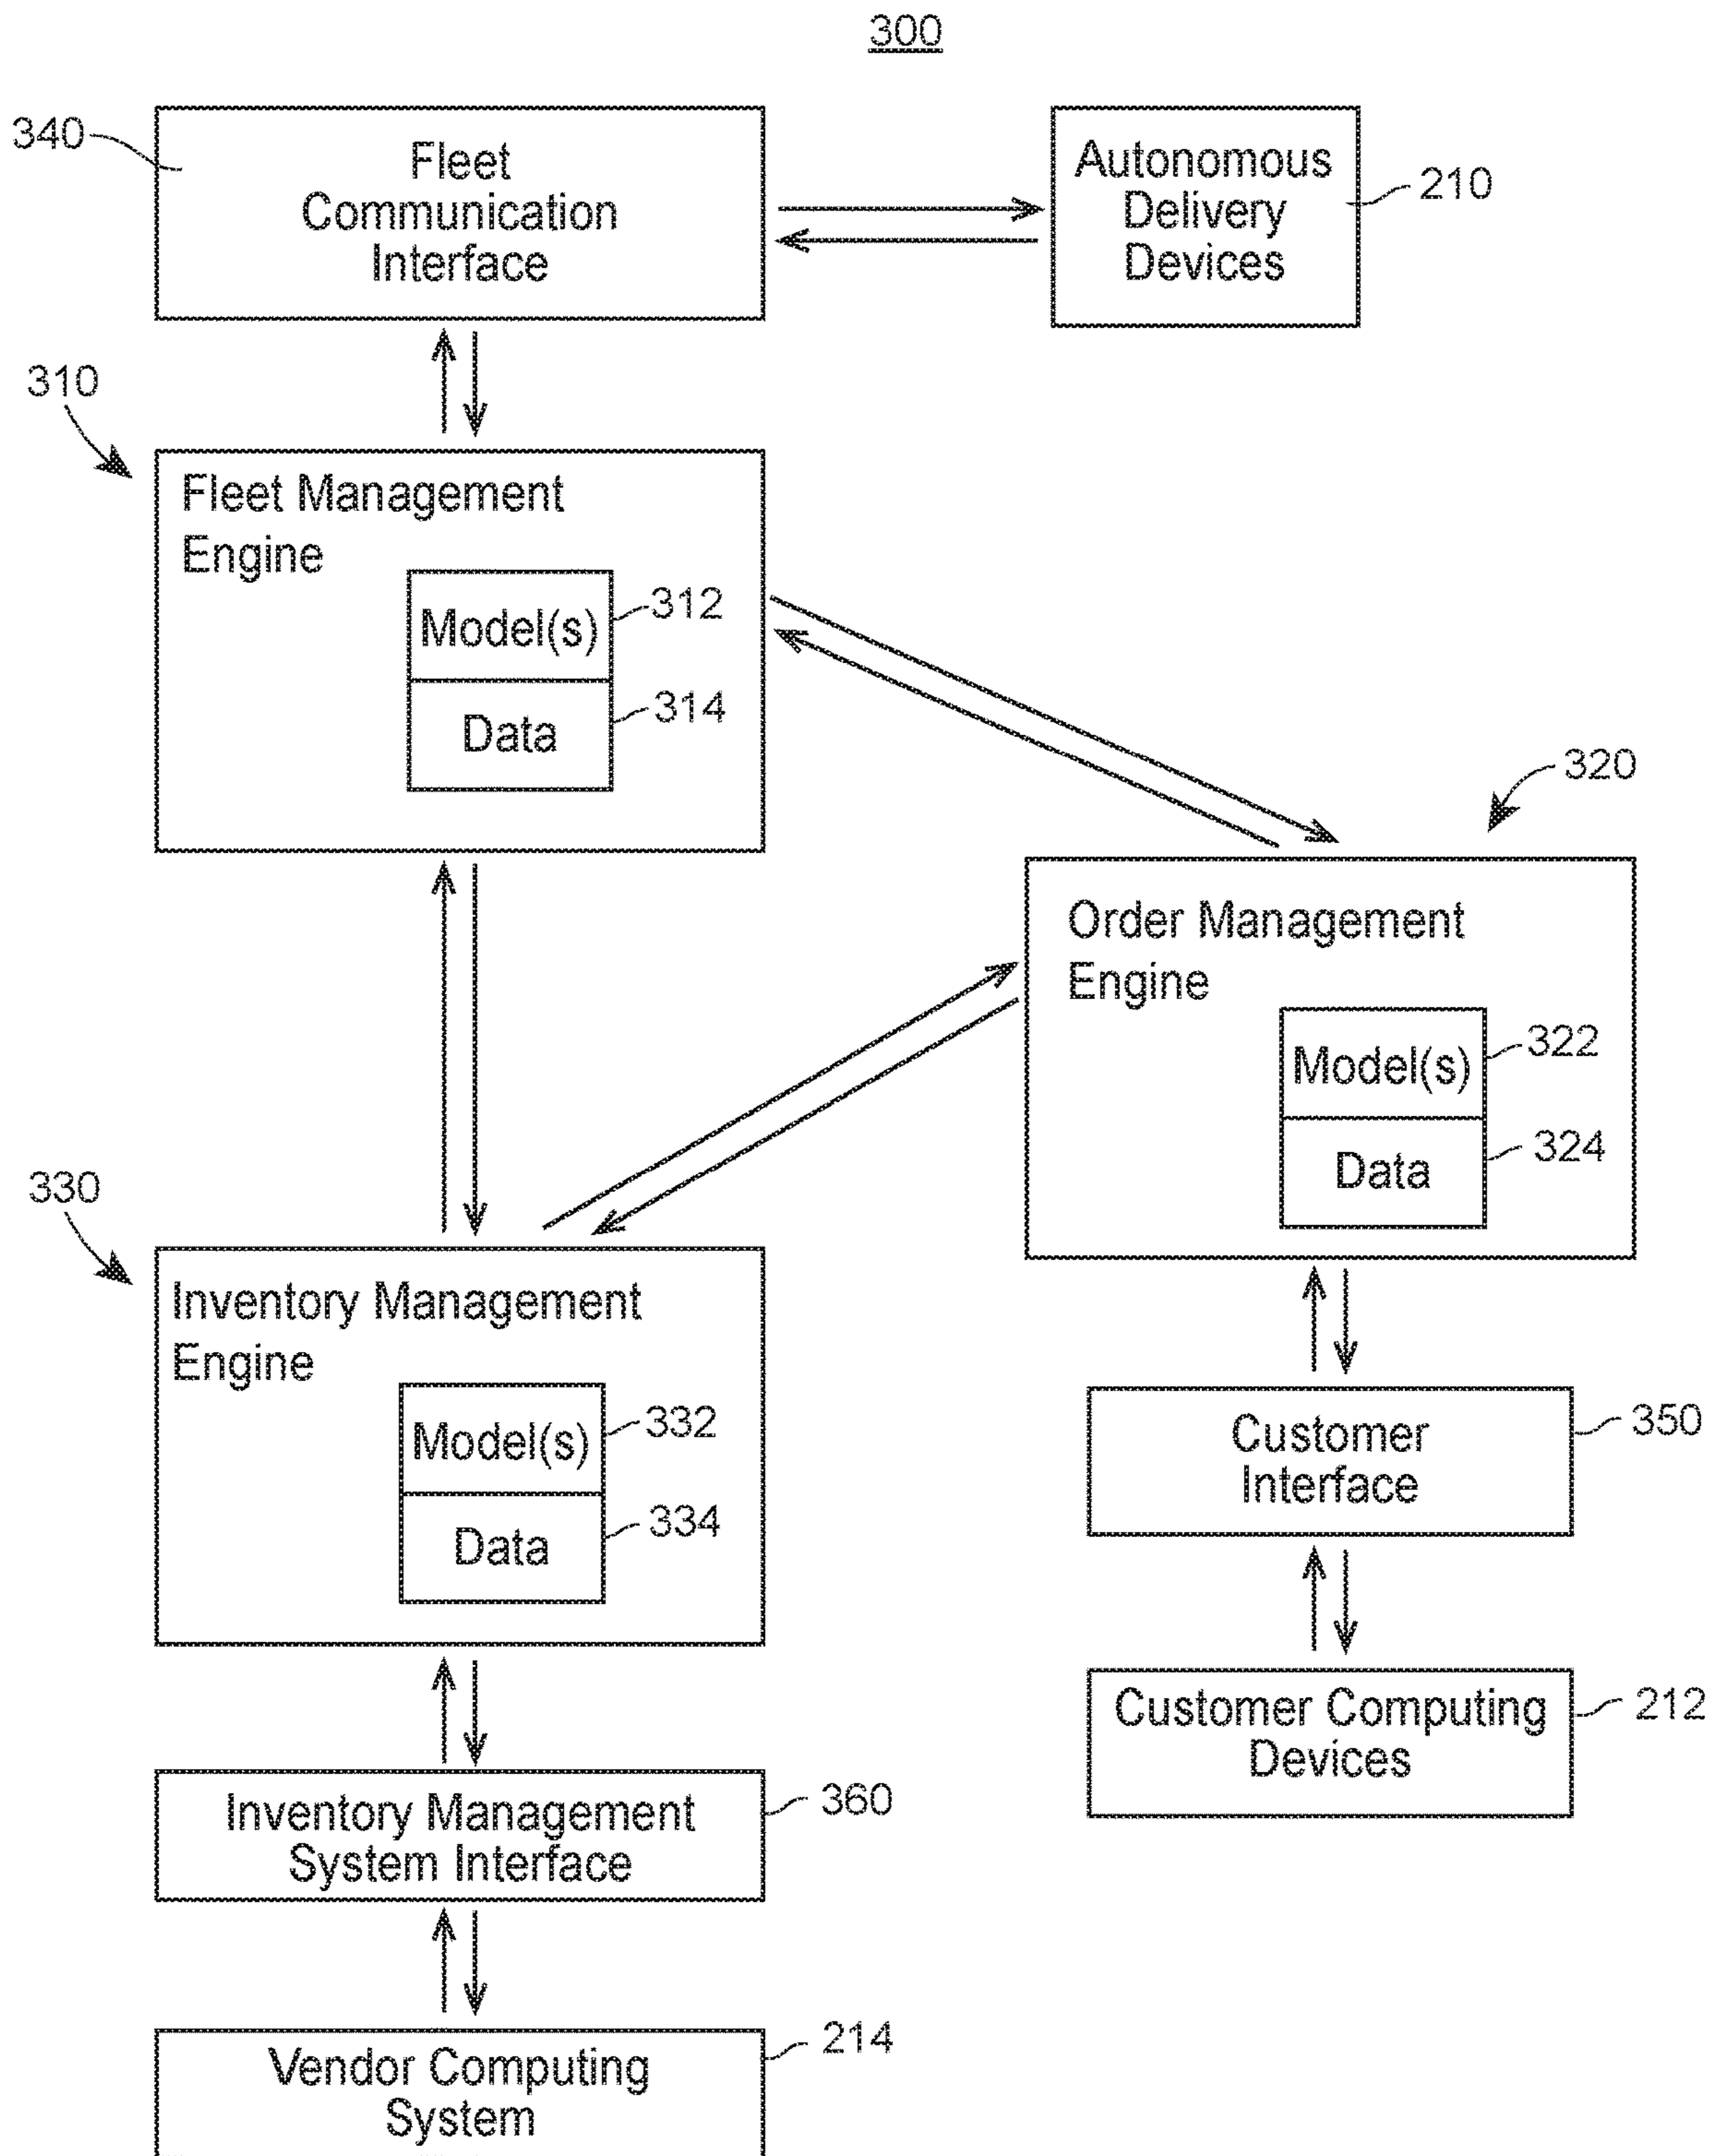 300
340
Fleet
Communication
Interface
Autonomous
Delivery
Devices
210
310
Fleet Management
Engine
Model(s)
312
Data
314
320
Order Management
Engine
Model(s)
322
Data
324
330
Inventory Management
Engine
Model(s)
332
Data
334
Customer
Interface
350
Customer Computing
Devices
212
Inventory Management
System Interface
360
Vendor Computing
System
214